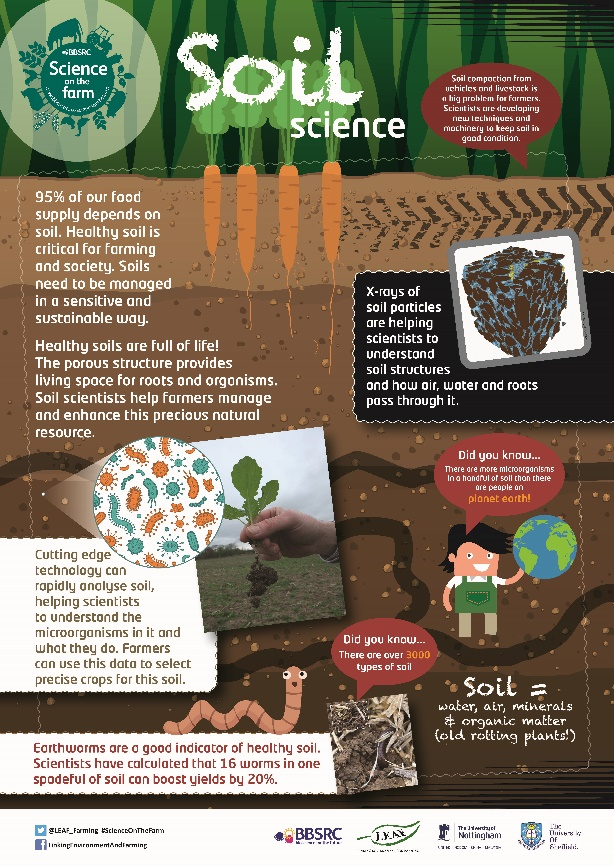 BBSRC
Science
on the
farm
Soil
science
Soil compaction from
vehicles and livestock is
a big problem for farmers.
Scientists are developing
new techniques and
machinery to keep soil in
good condition.
95% of our food
supply depends on
soil. Healthy soil is
critical for farming
and society. Soils
need to be managed
in a sensitive and
sustainable way.
Healthy soils are full of life!
The porous structure provides
living space for roots and organisms.
Soil scientists help farmers manage
and enhance this precious natural
resource.
X-rays of
soil particles
are helping
scientists to
understand
soil structures
and how air, water and roots
pass through it.
Did you know...
There are more microorganisms
in a handful of soil than there
are people on
planet earth!
Cutting edge
technology can
rapidly analyse soil,
helping scientists
to understand the
microorganisms in it and
what they do. Farmers
can use this data to select
precise crops for this soil.
Did you know...
There are over 3000
types of soil
Soil =
water, air, minerals
& organic matter
(old rotting plants!)
Earthworms are a good indicator of healthy soil.
Scientists have calculated that 16 worms in one
spadeful of soil can boost yields by 20%.
@LEAF_Farming #ScienceOnTheFarm
LinkingEnvironmentAndFarming
BBSRC
bioscience for the future
LEAF
The University of
Nottingham
The
University
Of
Sheffield.